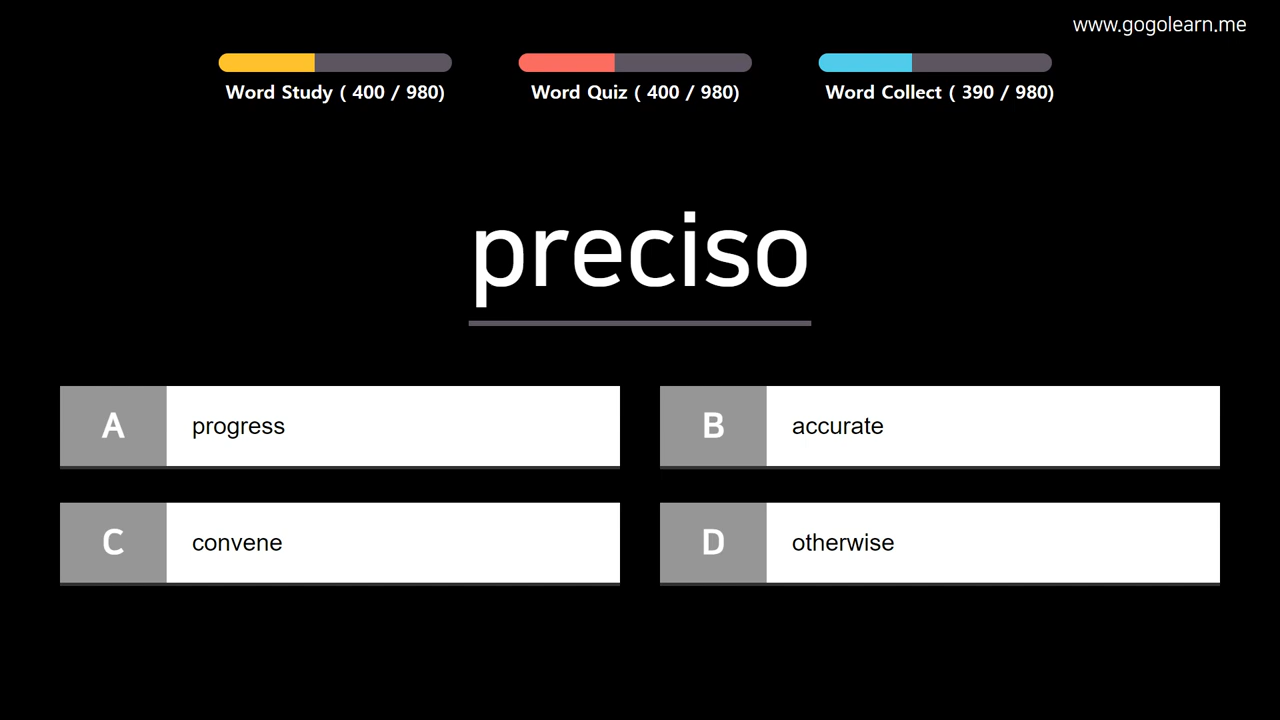 www.gogolearn.me
Word Study ( 400 / 980)
Word Quiz ( 400 / 980)
Word Collect ( 390 / 980)
preciso
A progress
B accurate
C convene
D otherwise